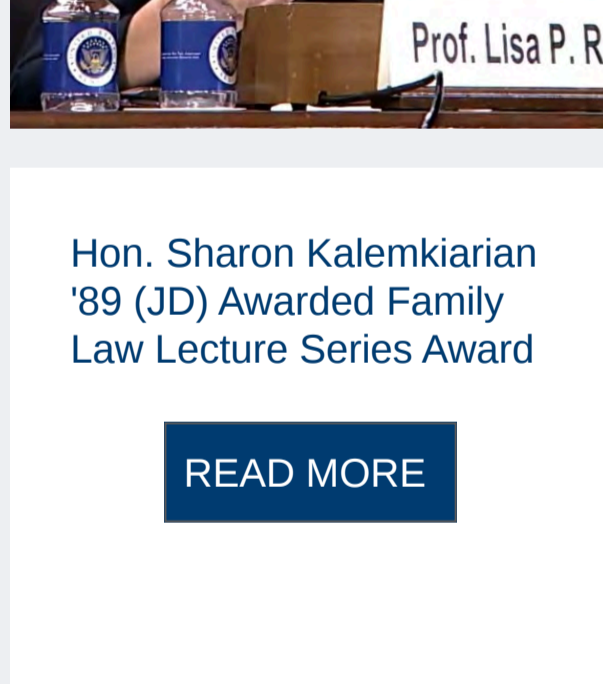 Prof. Lisa P. R
Hon. Sharon Kalemkiarian
'89 (JD) Awarded Family
Law Lecture Series Award
READ MORE